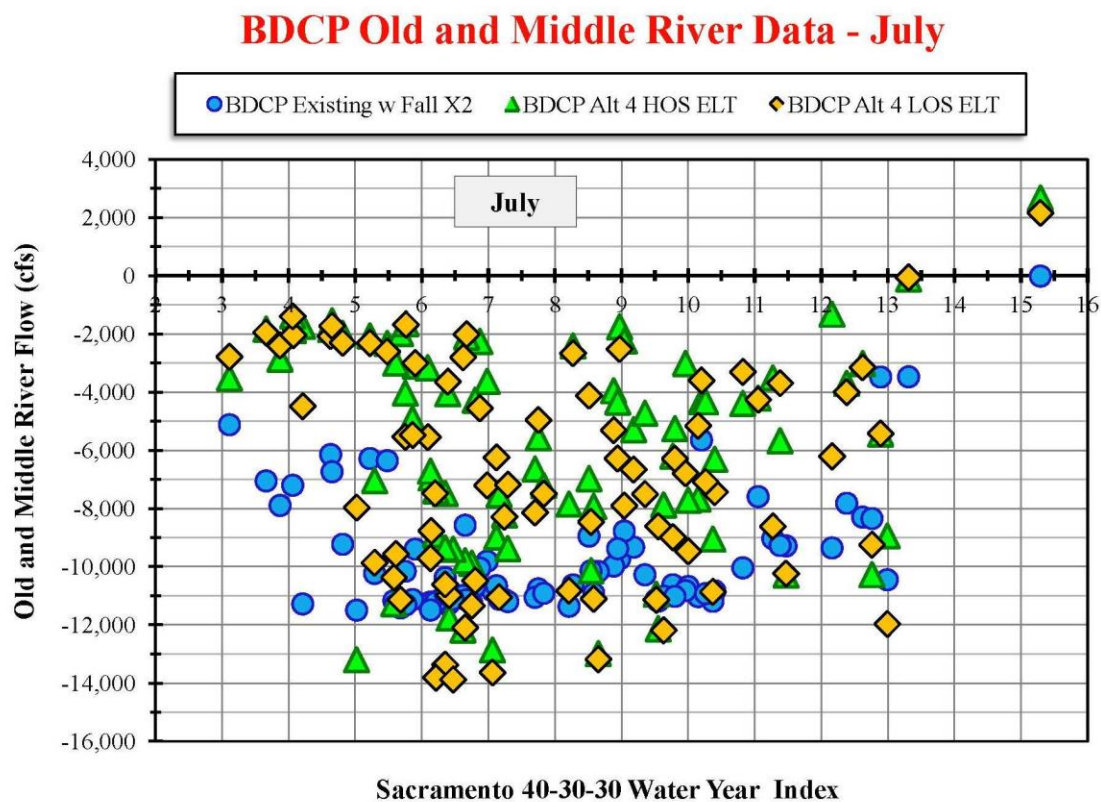 BDCP Old and Middle River Data - July
BDCP Existing w Fall X2 BDCP Alt 4 HOS ELT BDCP Alt 4 LOS ELT
July
Old and Middle River Flow (cfs)
4,000
2,000
0
-2,000
-4,000
-6,000
-8,000
-10,000
-12,000
-14,000
-16,000
2 3 4 5 6 7 8 9 10 11 12 13 14 15 16
Sacramento 40-30-30 Water Year Index